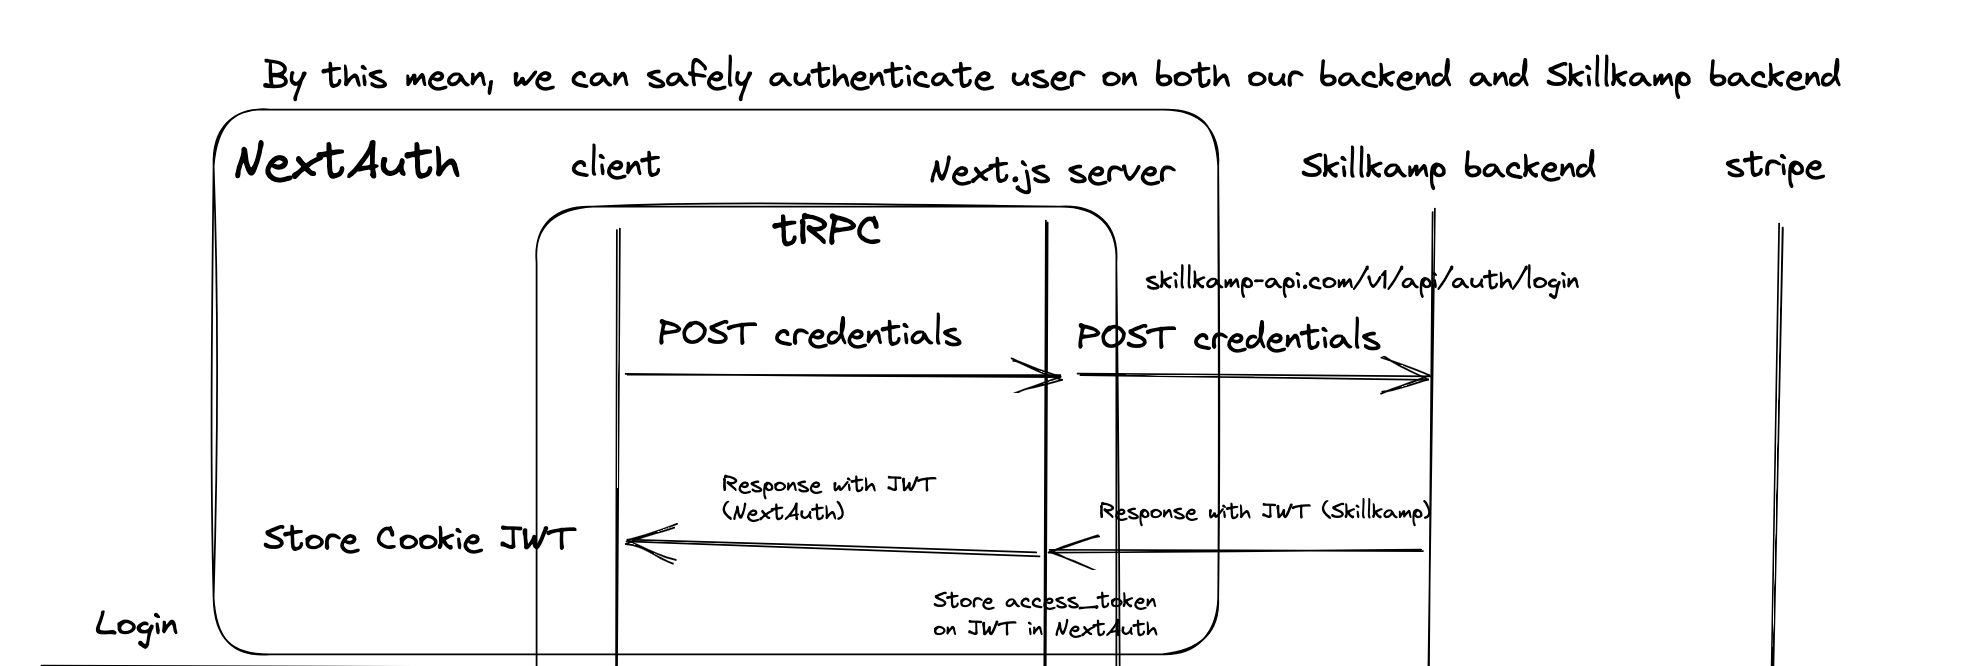 By this mean, we can safely authenticate user on both our backend and Skillkamp backend
NextAuth
client
Next.js server
Skillkamp backend
stripe
tRPC
skillkamp-api.com/v1/api/auth/login
POST credentials
POST credentials
Response with JWT
(NextAuth)
Response with JWT (Skillkamp)
Store Cookie JWT
Store access_token
on JWT in NextAuth
Login